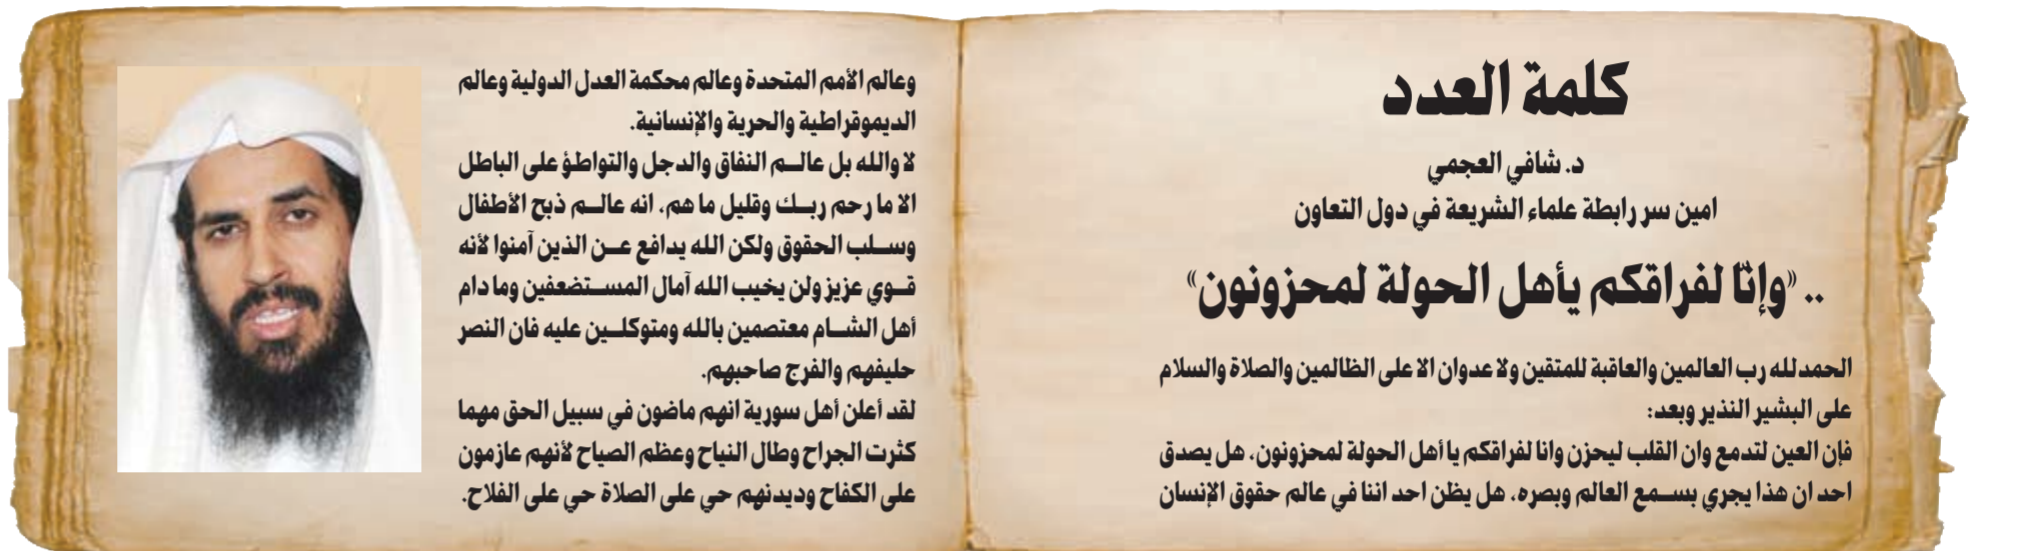 كلمة العدد
د. شافي العجمي
امين سر رابطة علماء الشريعة في دول التعاون
.. «وإنّا لفراقكم يأهل الحولة لمحزونون»
الحمد لله رب العالمين والعاقبة للمتقين ولا عدوان الا على الظالمين والصلاة والسلام
على البشير النذير وبعد:
فإن العين لتدمع وان القلب ليحزن وانا لفراقكم يا أهل الحولة لمحزونون، هل يصدق
احد ان هذا يجري بسمع العالم وبصره، هل يظن احد اننا في عالم حقوق الإنسان
وعالم الأمم المتحدة وعالم محكمة العدل الدولية وعالم
الديموقراطية والحرية والإنسانية.
لا والله بل عالم النفاق والدجل والتواطؤ على الباطل
الا ما رحم ربك وقليل ما هم، انه عالم ذبح الأطفال
وسلب الحقوق ولكن الله يدافع عن الذين آمنوا لأنه
قوي عزيز ولن يخيب الله آمال المستضعفين وما دام
أهل الشام معتصمين بالله ومتوكلين عليه فان النصر
حليفهم والفرج صاحبهم.
لقد أعلن أهل سورية انهم ماضون في سبيل الحق مهما
كثرت الجراح وطال النياح وعظم الصياح لأنهم عازمون
على الكفاح وديدنهم حي على الصلاة حي على الفلاح.